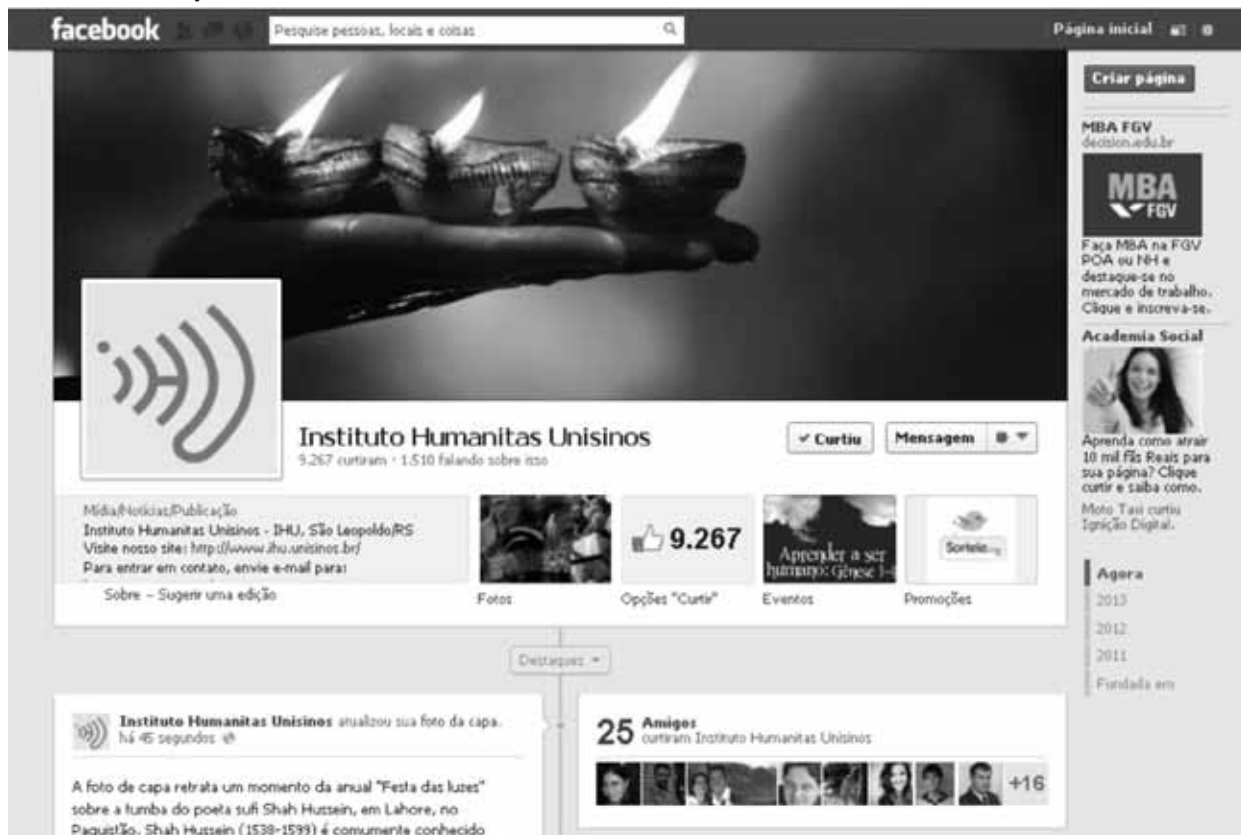 facebook
Pesquise pessoas, locais e coisas
Página inicial
Criar página
MBA FGV
decision.edu.br
MBA
FGV
Faça MBA na FGV
POA ou NH e
destaque-se no
mercado de trabalho.
Clique e inscreva-se.
Academia Social
Aprenda como atrair
10 mil fãs Reais para
sua página? Clique
curtir e saiba como.
Moto Taxi curtiu
Ignição Digital.
Agora
2013
2012
2011
Fundada em
Instituto Humanitas Unisinos
9.267 curtiram · 1.510 falando sobre isso
✓ Curtiu
Mensagem
Mídia/Notícias/Publicação
Instituto Humanitas Unisinos - IHU, São Leopoldo/RS
Visite nosso site: http://www.ihu.unisinos.br/
Para entrar em contato, envie e-mail para:
Sobre – Sugerir uma edição
Fotos
9.267
Opções "Curtir"
Aprender a ser
humano: Gênese 1-
Eventos
Sorteie
Promoções
Destaques
Instituto Humanitas Unisinos atualizou sua foto da capa.
há 45 segundos
A foto de capa retrata um momento da anual "Festa das luzes"
sobre a tumba do poeta sufi Shah Hussein, em Lahore, no
Paquistão. Shah Hussein (1538-1599) é comumente conhecido
25 Amigos
curtiram Instituto Humanitas Unisinos
+16